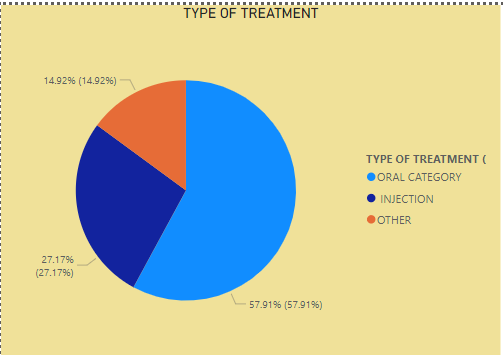 TYPE OF TREATMENT
14.92% (14.92%)
27.17%
(27.17%)
57.91% (57.91%)
TYPE OF TREATMENT (
ORAL CATEGORY
INJECTION
OTHER